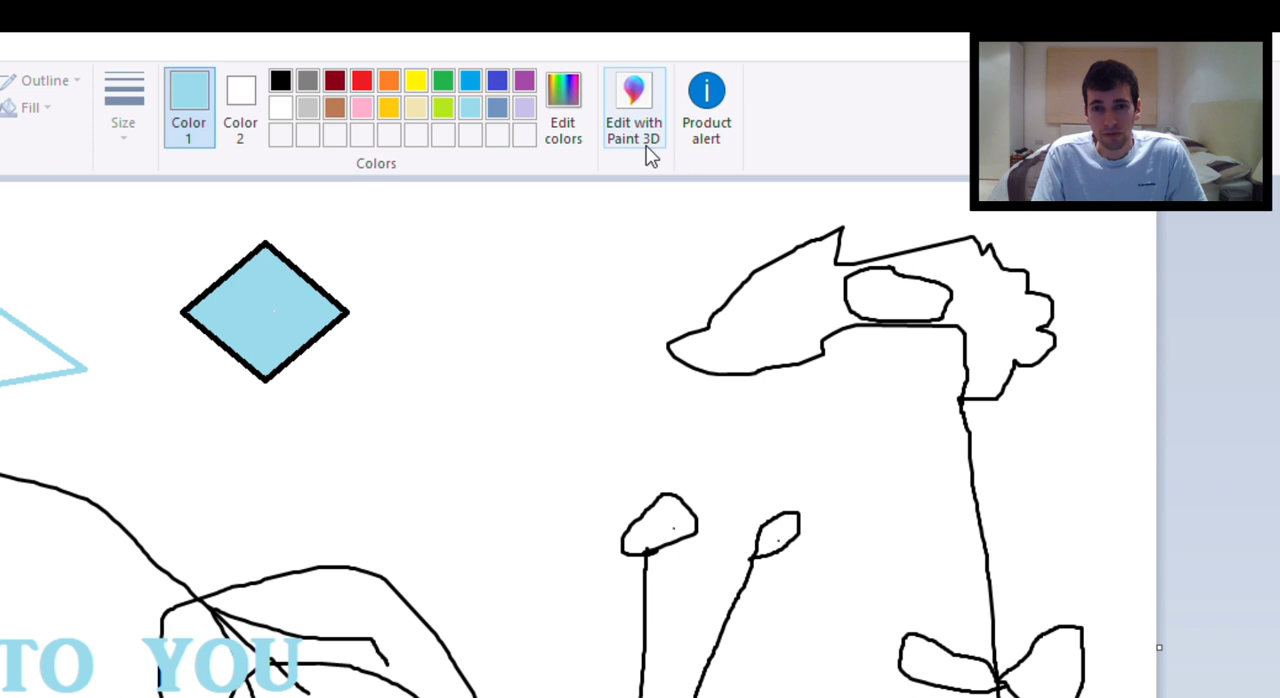 Outline
Fill
Size
Color 1
Color 2
Edit colors
Edit with Paint 3D
Product alert
Colors
TO YOU